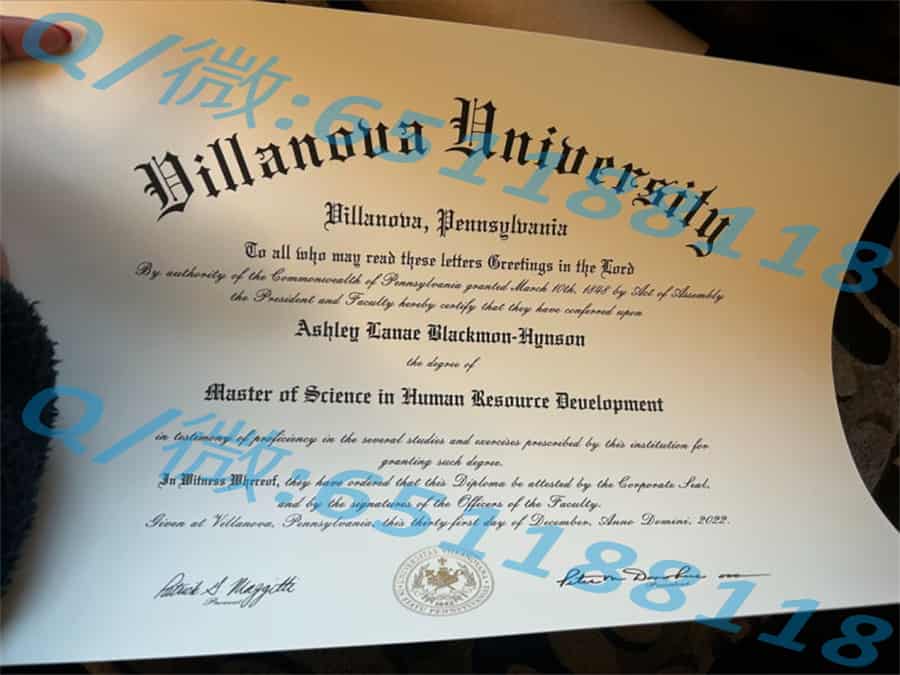 Q/微:65118818118
Villanova University
Villanova, Pennsylvania
To all who may read these letters Greetings in the Lord
By authority of the Commonwealth of Pennsylvania granted March 10th, 1848 by Act of Assembly
the President and Faculty hereby certify that they have conferred upon
Ashley Lanae Blackmon-Hynson
the degree of
Master of Science in Human Resource Development
in testimony of proficiency in the several studies and exercises prescribed by this institution for
granting such degree.
In Witness Whereof, they have ordered that this Diploma be attested by the Corporate Seal,
and by the signatures of the Officers of the Faculty.
Given at Villanova, Pennsylvania, this thirty first day of December, Anno Domini, 2022.
Q/微:65118818118
President